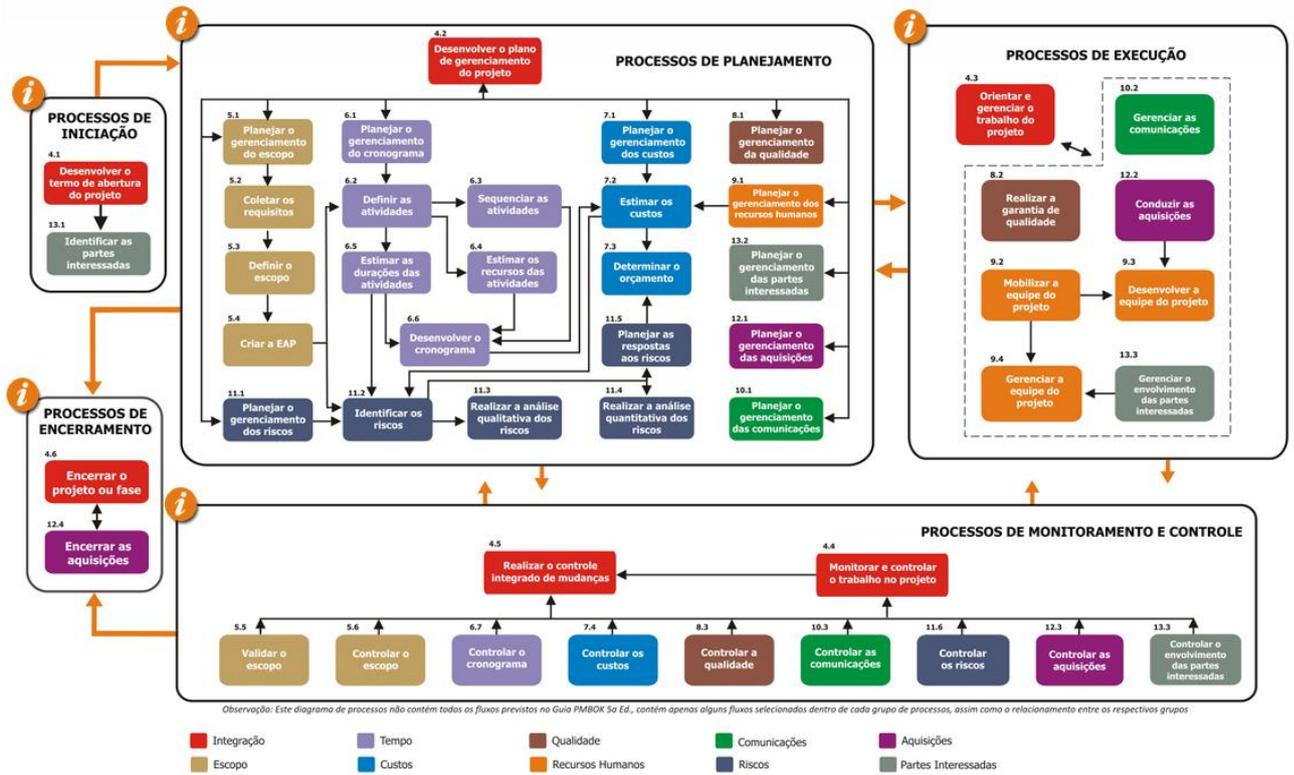 i
PROCESSOS DE
INICIAÇÃO
4.1
Desenvolver o
termo de abertura
do projeto
13.1
Identificar as
partes
interessadas
i
PROCESSOS DE PLANEJAMENTO
4.2
Desenvolver o plano
de gerenciamento
do projeto
5.1
Planejar o
gerenciamento
do escopo
6.1
Planejar o
gerenciamento
do cronograma
7.1
Planejar o
gerenciamento
dos custos
8.1
Planejar o
gerenciamento
da qualidade
5.2
Coletar os
requisitos
6.2
Definir as
atividades
6.3
Sequenciar as
atividades
7.2
Estimar os
custos
9.1
Planejar o
gerenciamento dos
recursos humanos
5.3
Definir o
escopo
6.5
Estimar as
durações das
atividades
6.4
Estimar os
recursos das
atividades
7.3
Determinar o
orçamento
13.2
Planejar o
gerenciamento
das partes
interessadas
5.4
Criar a EAP
6.6
Desenvolver o
cronograma
11.5
Planejar as
respostas
aos riscos
12.1
Planejar o
gerenciamento
das aquisições
11.1
Planejar o
gerenciamento
dos riscos
11.2
Identificar os
riscos
11.3
Realizar a análise
qualitativa dos
riscos
11.4
Realizar a análise
quantitativa dos
riscos
10.1
Planejar o
gerenciamento
das comunicações
i
PROCESSOS DE EXECUÇÃO
4.3
Orientar e
gerenciar o
trabalho do
projeto
10.2
Gerenciar as
comunicações
8.2
Realizar a
garantia de
qualidade
12.2
Conduzir as
aquisições
9.2
Mobilizar a
equipe do
projeto
9.3
Desenvolver a
equipe do projeto
9.4
Gerenciar a
equipe do
projeto
13.3
Gerenciar o
envolvimento
das partes
interessadas
i
PROCESSOS DE
ENCERRAMENTO
4.6
Encerrar o
projeto ou fase
12.4
Encerrar as
aquisições
i
PROCESSOS DE MONITORAMENTO E CONTROLE
4.5
Realizar o controle
integrado de mudanças
4.4
Monitorar e controlar
o trabalho no projeto
5.5
Validar o
escopo
5.6
Controlar o
escopo
6.7
Controlar o
cronograma
7.4
Controlar os
custos
8.3
Controlar a
qualidade
10.3
Controlar as
comunicações
11.6
Controlar
os riscos
12.3
Controlar as
aquisições
13.3
Controlar o
envolvimento
das partes
interessadas
Observação: Este diagrama de processos não contém todos os fluxos previstos no Guia PMBOK 5a Ed., contém apenas alguns fluxos selecionados dentro de cada grupo de processos, assim como o relacionamento entre os respectivos grupos
Integração
Tempo
Qualidade
Comunicações
Aquisições
Escopo
Custos
Recursos Humanos
Riscos
Partes Interessadas